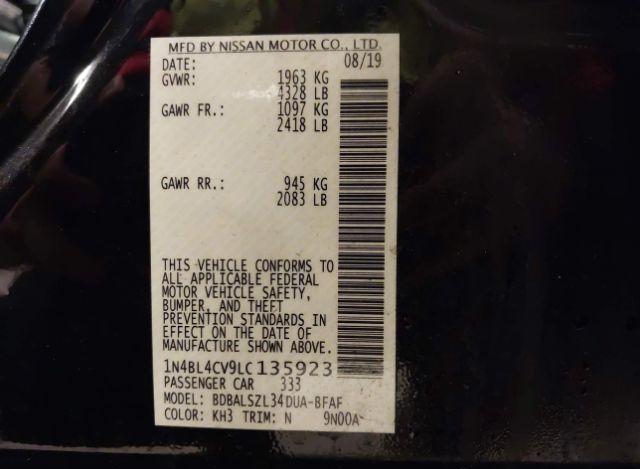 MFD BY NISSAN MOTOR CO., LTD.
DATE: 08/19
GVWR: 1963 KG
4328 LB
GAWR FR.: 1097 KG
2418 LB
GAWR RR.: 945 KG
2083 LB
THIS VEHICLE CONFORMS TO
ALL APPLICABLE FEDERAL
MOTOR VEHICLE SAFETY,
BUMPER, AND THEFT
PREVENTION STANDARDS IN
EFFECT ON THE DATE OF
MANUFACTURE SHOWN ABOVE.
1N4BL4CV9LC135923
PASSENGER CAR 333
MODEL: BDBALSZL34DUA-BFAF
COLOR: KH3 TRIM: N 9N00A